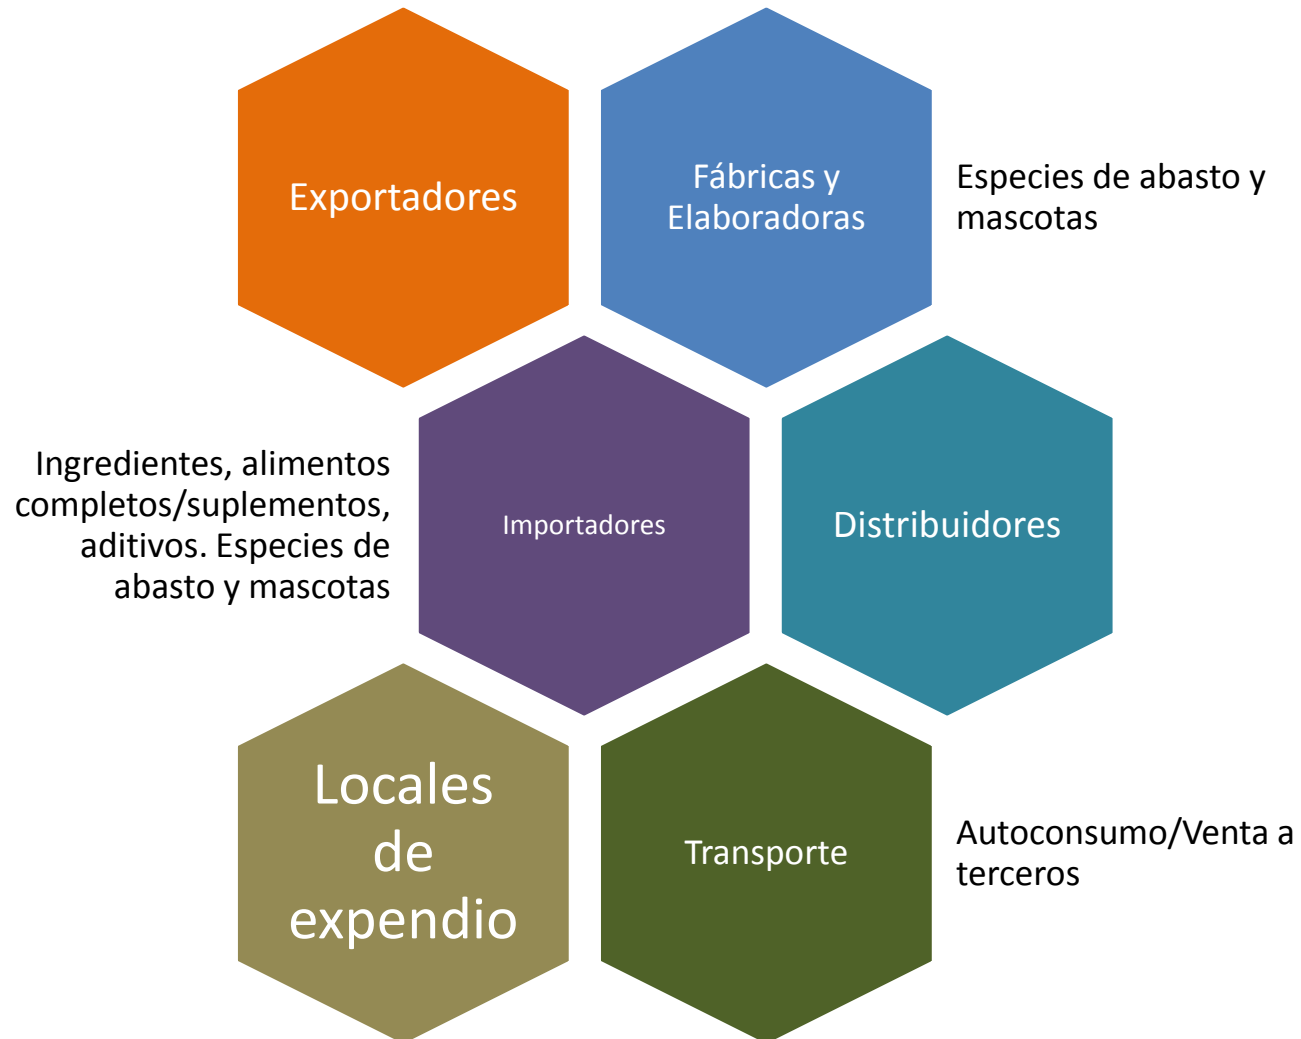 Exportadores
Fábricas y
Elaboradoras
Especies de abasto y
mascotas
Ingredientes, alimentos
completos/suplementos,
aditivos. Especies de
abasto y mascotas
Importadores
Distribuidores
Locales
de
expendio
Transporte
Autoconsumo/Venta a
terceros